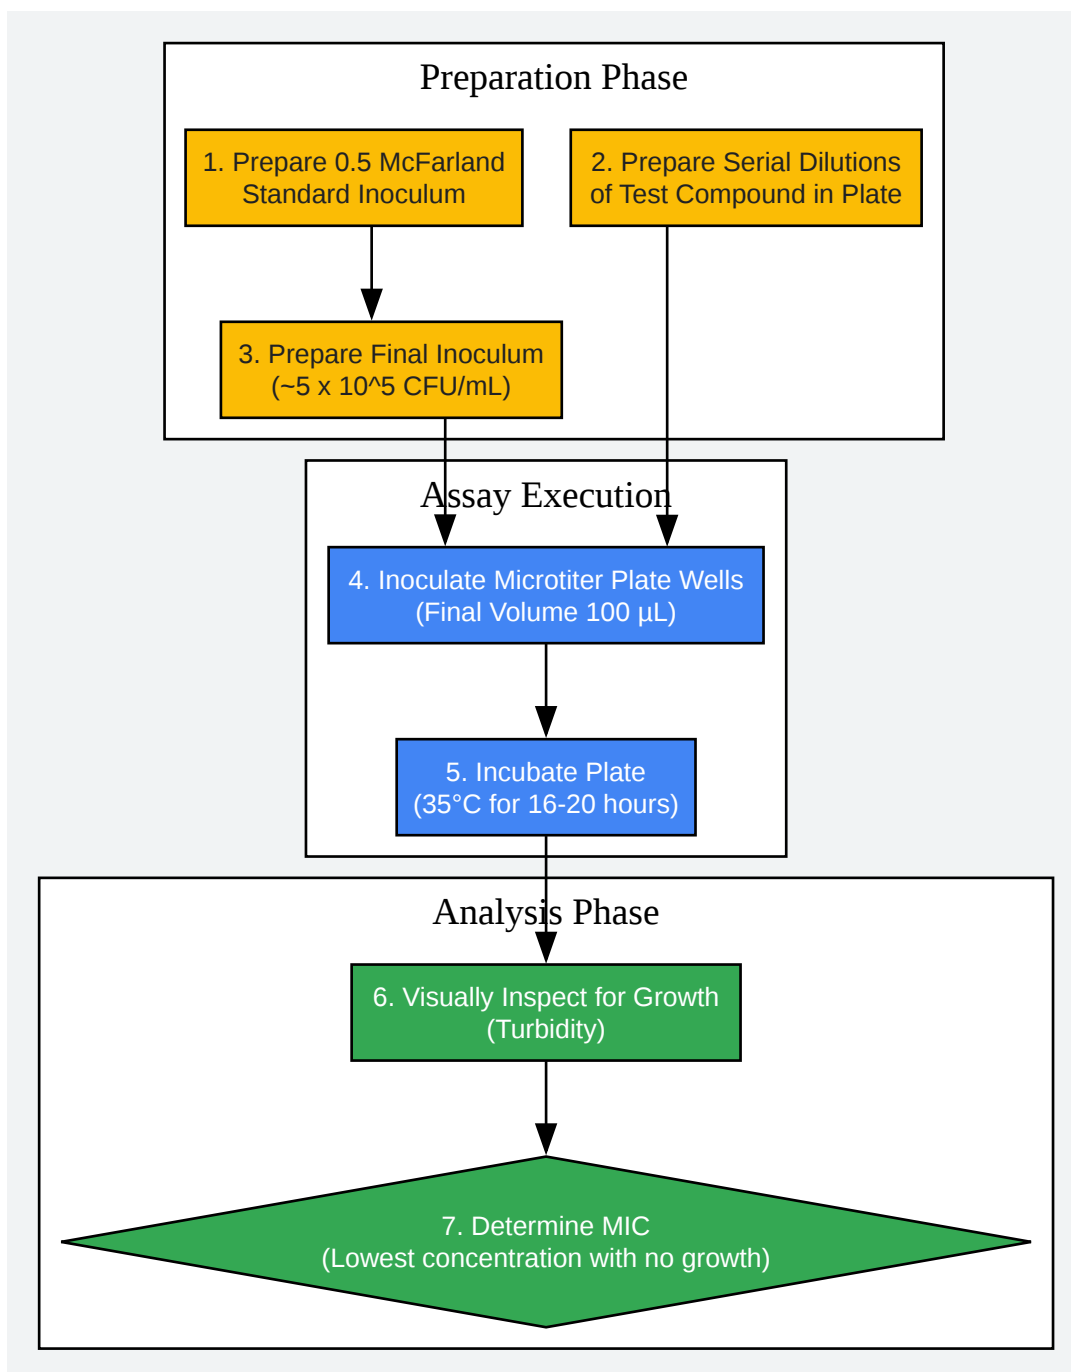 Preparation Phase
1. Prepare 0.5 McFarland
Standard Inoculum
2. Prepare Serial Dilutions
of Test Compound in Plate
3. Prepare Final Inoculum
(~5 x 10^5 CFU/mL)
Assay Execution
4. Inoculate Microtiter Plate Wells
(Final Volume 100 µL)
5. Incubate Plate
(35°C for 16-20 hours)
Analysis Phase
6. Visually Inspect for Growth
(Turbidity)
7. Determine MIC
(Lowest concentration with no growth)